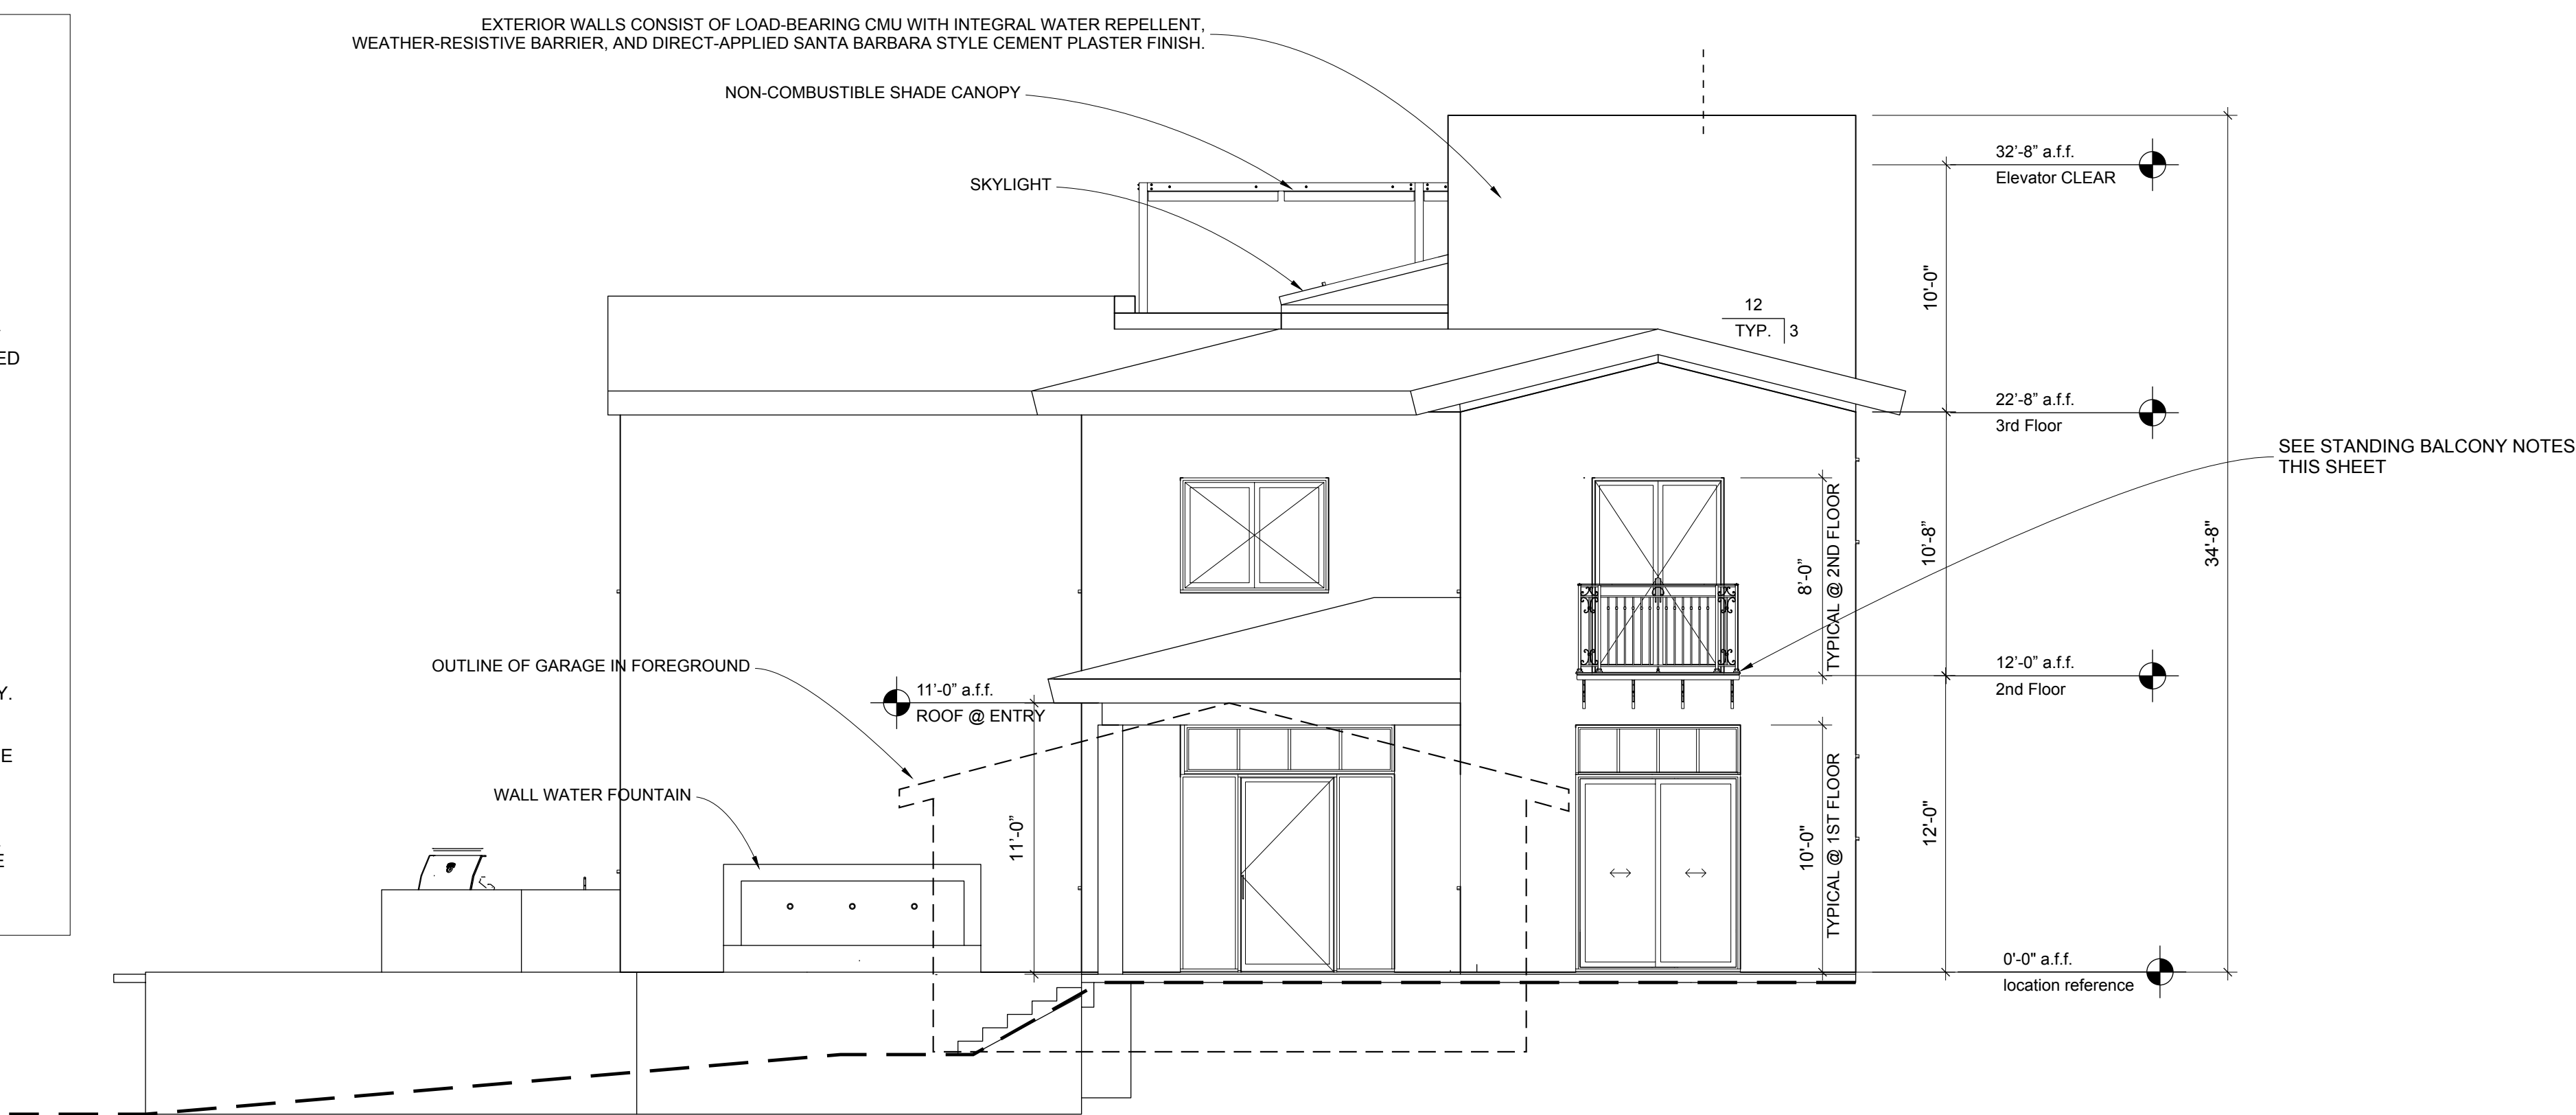 EXTERIOR WALLS CONSIST OF LOAD-BEARING CMU WITH INTEGRAL WATER REPELLENT,
WEATHER-RESISTIVE BARRIER, AND DIRECT-APPLIED SANTA BARBARA STYLE CEMENT PLASTER FINISH.
NON-COMBUSTIBLE SHADE CANOPY
SKYLIGHT
32'-8" a.f.f.
Elevator CLEAR
10'-0"
12
TYP. 3
22'-8" a.f.f.
3rd Floor
SEE STANDING BALCONY NOTES
THIS SHEET
8'-0"
TYPICAL @ 2ND FLOOR
10'-8"
34'-8"
OUTLINE OF GARAGE IN FOREGROUND
11'-0" a.f.f.
ROOF @ ENTRY
12'-0" a.f.f.
2nd Floor
WALL WATER FOUNTAIN
11'-0"
10'-0"
TYPICAL @ 1ST FLOOR
12'-0"
0'-0" a.f.f.
location reference
ED
Y.
E
E